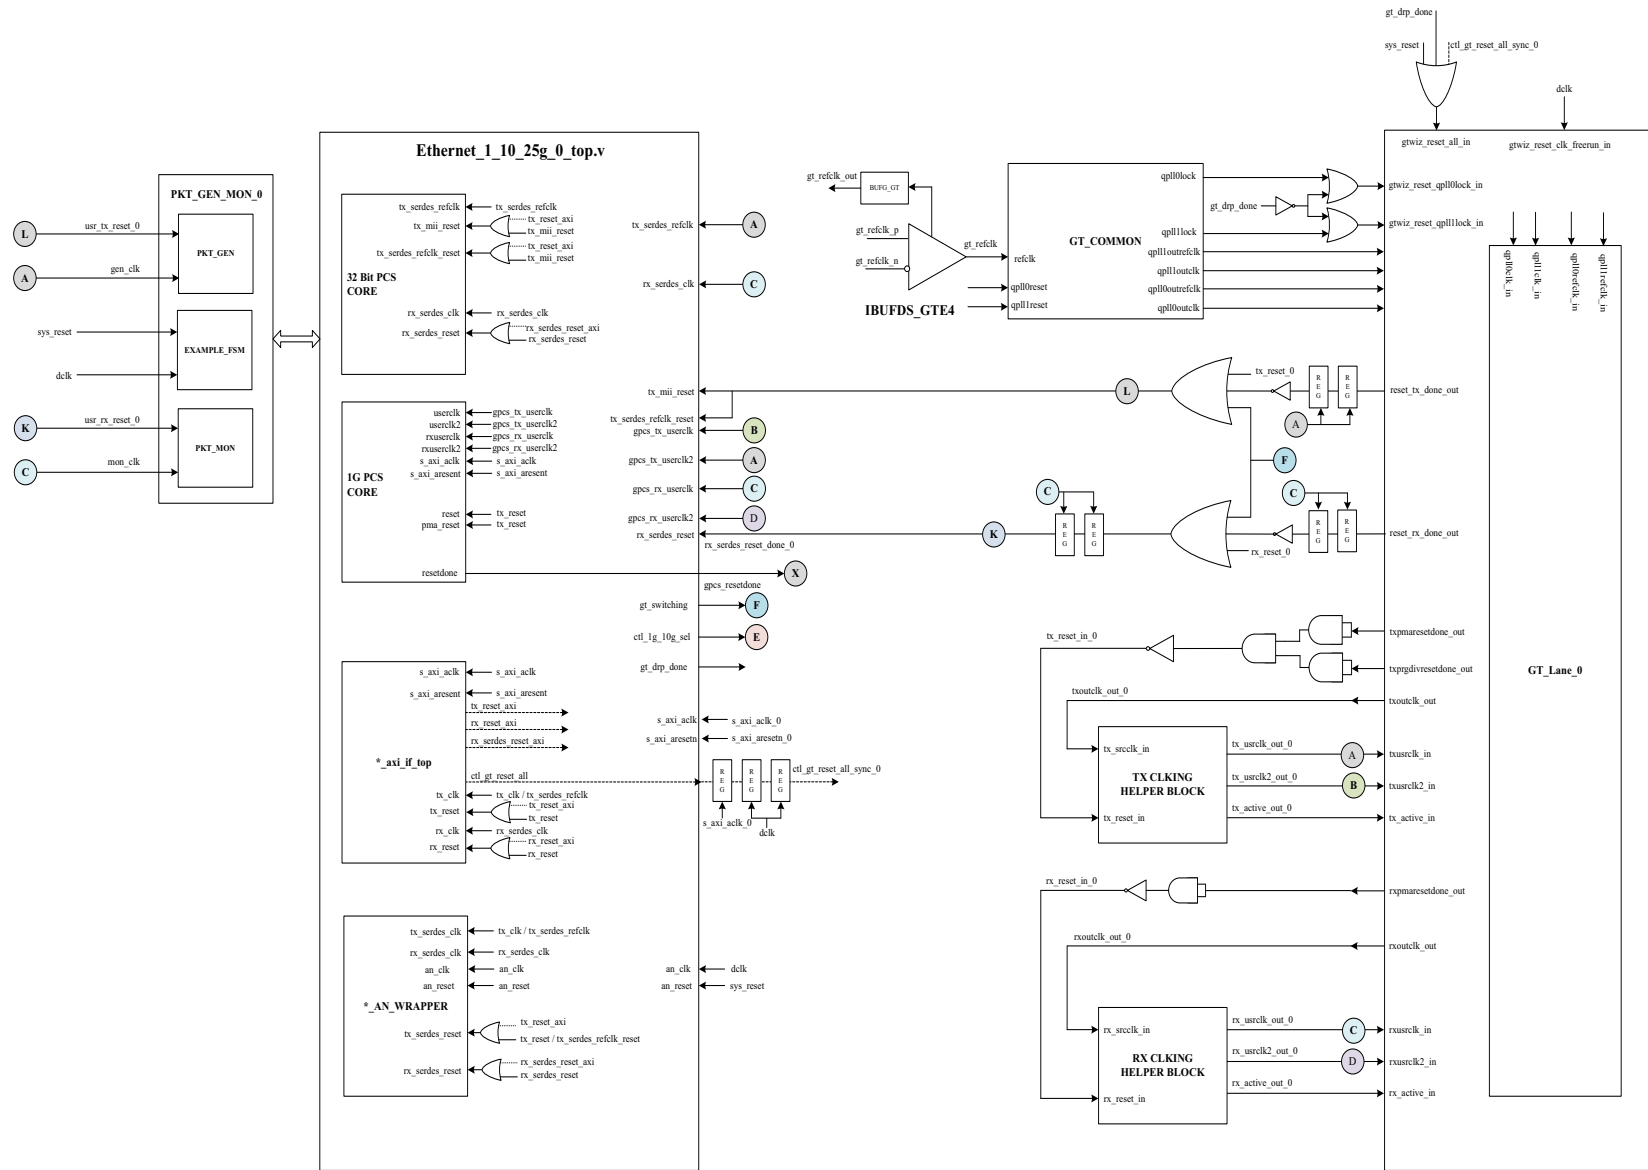 gt_drp_done
sys_reset
ctl_gt_reset_all_sync_0
dclk
gtwiz_reset_all_in
gtwiz_reset_clk_freerun_in
PKT_GEN_MON_0
L
usr_tx_reset_0
A
gen_clk
PKT_GEN
sys_reset
dclk
EXAMPLE_FSM
K
usr_rx_reset_0
C
mon_clk
PKT_MON
Ethernet_1_10_25g_0_top.v
32 Bit PCS
CORE
tx_serdes_refclk
tx_serdes_refclk
tx_mii_reset
tx_reset_axi
tx_mii_reset
tx_serdes_refclk_reset
tx_reset_axi
tx_mii_reset
rx_serdes_clk
rx_serdes_clk
rx_serdes_reset
rx_serdes_reset_axi
rx_serdes_reset
tx_serdes_refclk
A
rx_serdes_clk
C
1G PCS
CORE
userclk
gpcs_tx_userclk
userclk2
gpcs_tx_userclk2
rxuserclk
gpcs_rx_userclk
rxuserclk2
gpcs_rx_userclk2
s_axi_aclk
s_axi_aclk
s_axi_aresent
s_axi_aresent
reset
tx_reset
pma_reset
tx_reset
resetdone
tx_mii_reset
tx_serdes_refclk_reset
gpcs_tx_userclk
B
gpcs_tx_userclk2
A
gpcs_rx_userclk
C
gpcs_rx_userclk2
D
rx_serdes_reset
rx_serdes_reset_done_0
X
gpcs_resetdone
gt_switching
F
ctl_1g_10g_sel
E
gt_drp_done
*_axi_if_top
s_axi_aclk
s_axi_aclk
s_axi_aresent
s_axi_aresent
tx_reset_axi
rx_reset_axi
rx_serdes_reset_axi
ctl_gt_reset_all
tx_clk
tx_clk / tx_serdes_refclk
tx_reset
tx_reset_axi
tx_reset
rx_clk
rx_serdes_clk
rx_reset
rx_reset_axi
rx_reset
s_axi_aclk
s_axi_aclk_0
s_axi_aresetn
s_axi_aresetn_0
REG
REG
REG
ctl_gt_reset_all_sync_0
s_axi_aclk_0
dclk
*_AN_WRAPPER
tx_serdes_clk
tx_clk / tx_serdes_refclk
rx_serdes_clk
rx_serdes_clk
an_clk
an_clk
an_reset
an_reset
tx_serdes_reset
tx_reset_axi
tx_reset / tx_serdes_refclk_reset
rx_serdes_reset
rx_serdes_reset_axi
rx_serdes_reset
an_clk
dclk
an_reset
sys_reset
gt_refclk_out
BUFG_GT
gt_refclk_p
gt_refclk_n
gt_refclk
IBUFDS_GTE4
GT_COMMON
refclk
qpll0reset
qpll1reset
qpll0lock
qpll1lock
qpll1outrefclk
qpll1outclk
qpll0outrefclk
qpll0outclk
gt_drp_done
gtwiz_reset_qpll0lock_in
gtwiz_reset_qpll1lock_in
qpll0clk_in
qpll1clk_in
qpll0refclk_in
qpll1refclk_in
GT_Lane_0
L
tx_reset_0
REG
REG
A
reset_tx_done_out
F
K
C
REG
REG
C
REG
REG
rx_reset_0
reset_rx_done_out
tx_reset_in_0
txpmaresetdone_out
txprgdivresetdone_out
txoutclk_out_0
txoutclk_out
tx_srcclk_in
TX CLKING
HELPER BLOCK
tx_reset_in
tx_usrclk_out_0
A
txusrclk_in
tx_usrclk2_out_0
B
txusrclk2_in
tx_active_out_0
tx_active_in
rx_reset_in_0
rxpmaresetdone_out
rxoutclk_out_0
rxoutclk_out
rx_srcclk_in
RX CLKING
HELPER BLOCK
rx_reset_in
rx_usrclk_out_0
C
rxusrclk_in
rx_usrclk2_out_0
D
rxusrclk2_in
rx_active_out_0
rx_active_in